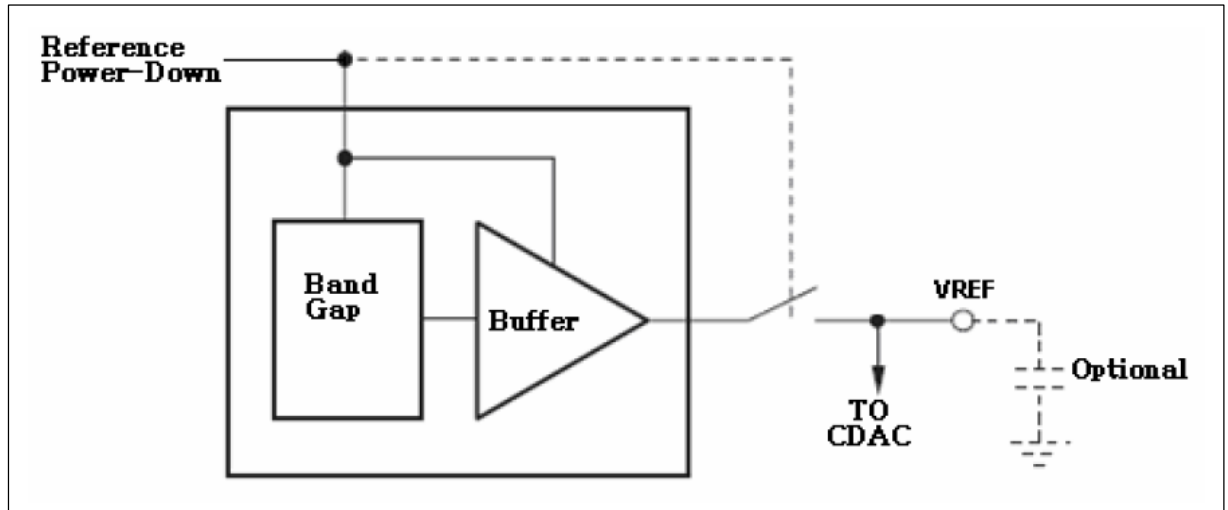 Reference
Power-Down
Band
Gap
Buffer
VREF
Optional
TO
CDAC